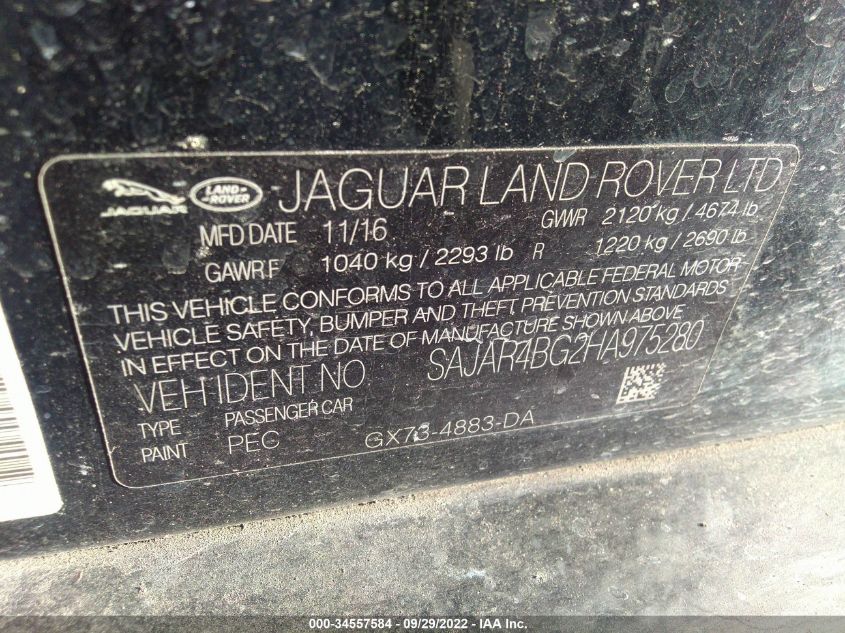 JAGUAR LAND-ROVER JAGUAR LAND ROVER LTD
MFD DATE 11/16 GVWR 2120 kg / 4674 lb
GAWR F 1040 kg / 2293 lb R 1220 kg / 2690 lb
THIS VEHICLE CONFORMS TO ALL APPLICABLE FEDERAL MOTOR
VEHICLE SAFETY, BUMPER AND THEFT PREVENTION STANDARDS
IN EFFECT ON THE DATE OF MANUFACTURE SHOWN ABOVE
VEH IDENT NO SAJAR4BG2HA975280
TYPE PASSENGER CAR
PAINT PEC GX73-4883-DA
000-34557584 - 09/29/2022 - IAA Inc.